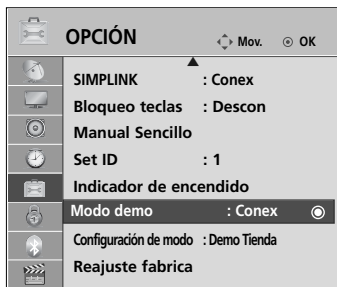 OPCIÓN Mov. OK
SIMPLINK : Conex
Bloqueo teclas : Descon
Manual Sencillo
Set ID : 1
Indicador de encendido
Modo demo : Conex
Configuración de modo : Demo Tienda
Reajuste fabrica